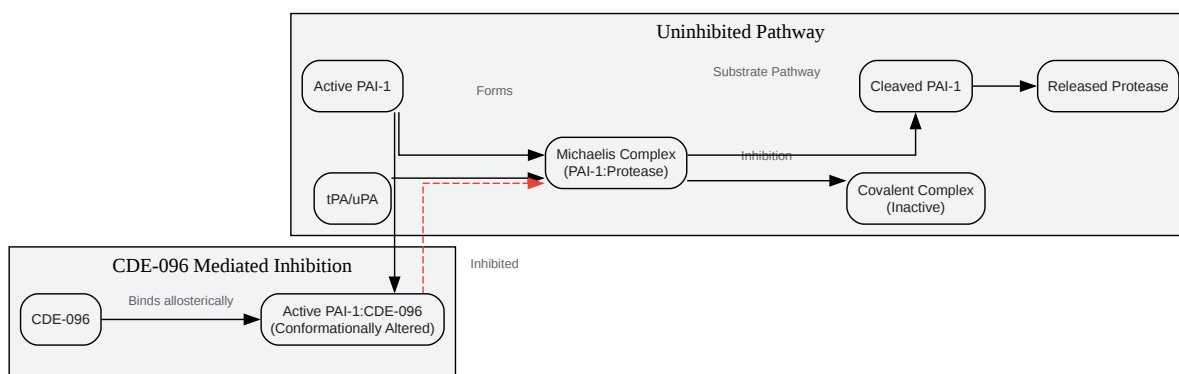 Uninhibited Pathway
Active PAI-1
Forms
Substrate Pathway
Cleaved PAI-1
Released Protease
Michaelis Complex
(PAI-1:Protease)
Inhibition
tPA/uPA
Covalent Complex
(Inactive)
CDE-096 Mediated Inhibition
Inhibited
CDE-096
Binds allosterically
Active PAI-1:CDE-096
(Conformationally Altered)